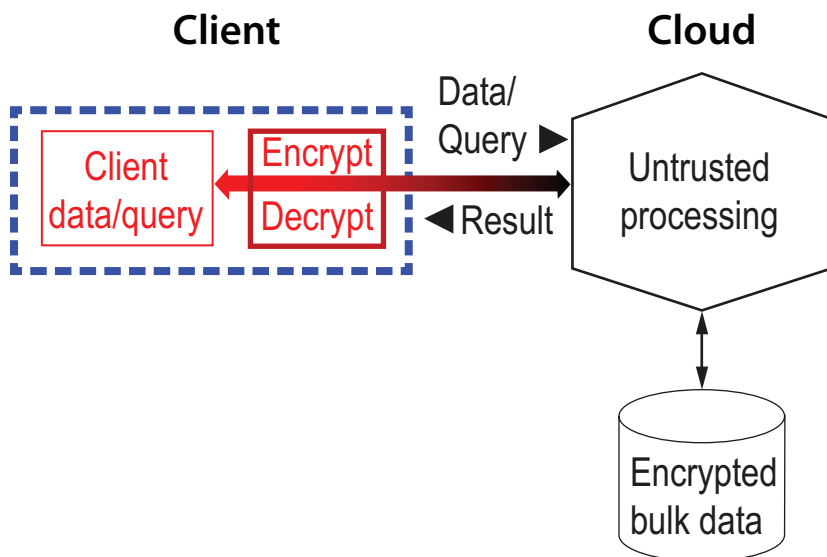 Client
Cloud
Client
data/query
Encrypt
Decrypt
Data/
Query
Result
Untrusted
processing
Encrypted
bulk data